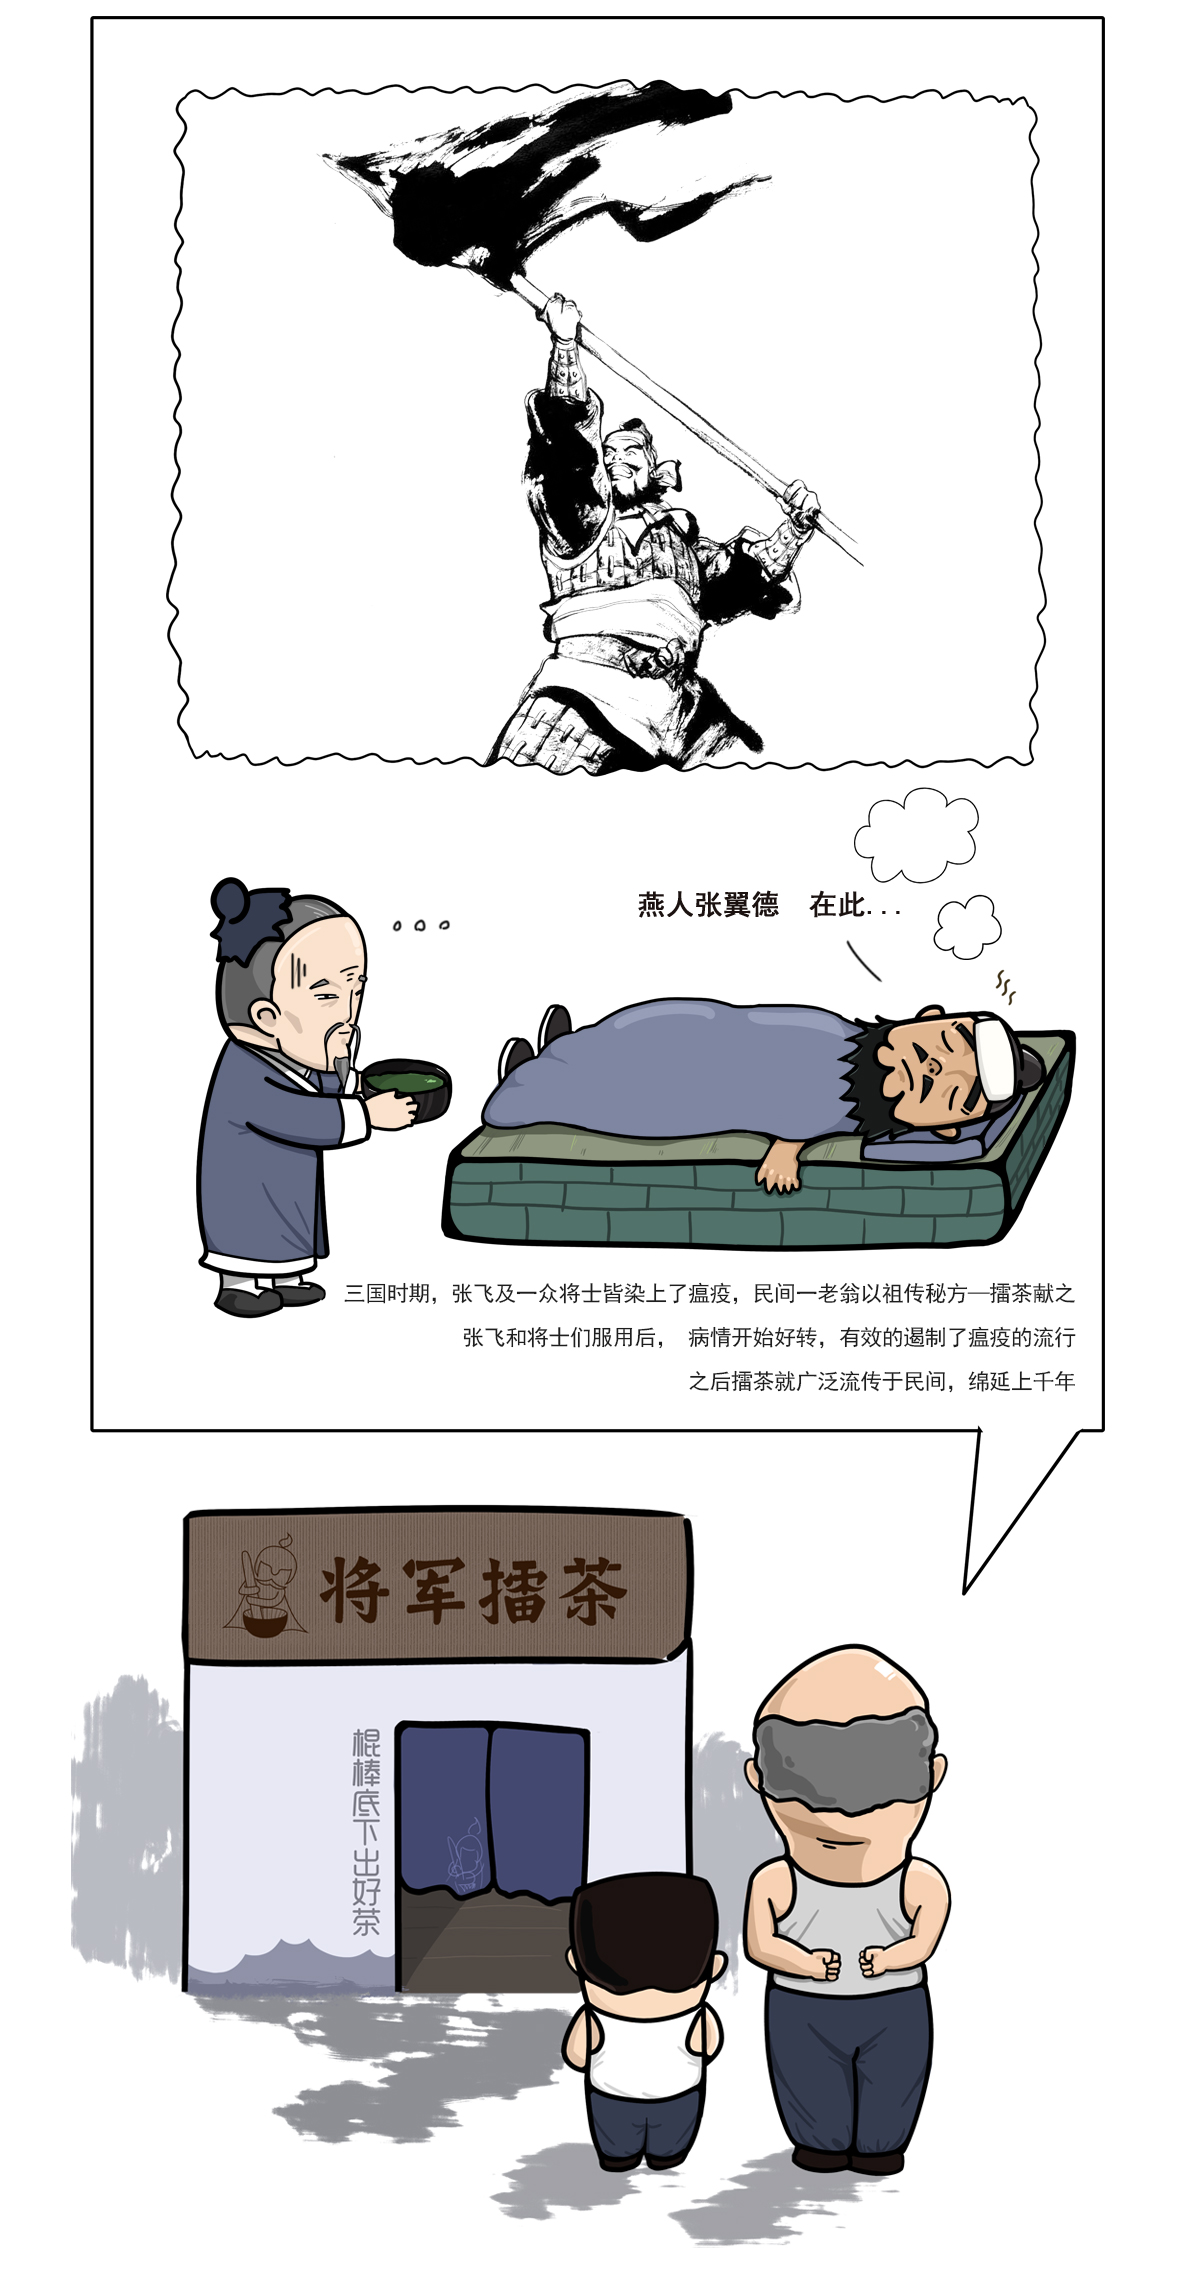 燕人张翼德 在此...
三国时期，张飞及一众将士皆染上了瘟疫，民间一老翁以祖传秘方—擂茶献之
张飞和将士们服用后， 病情开始好转，有效的遏制了瘟疫的流行
之后擂茶就广泛流传于民间，绵延上千年
将军擂茶
棍棒底下出好茶